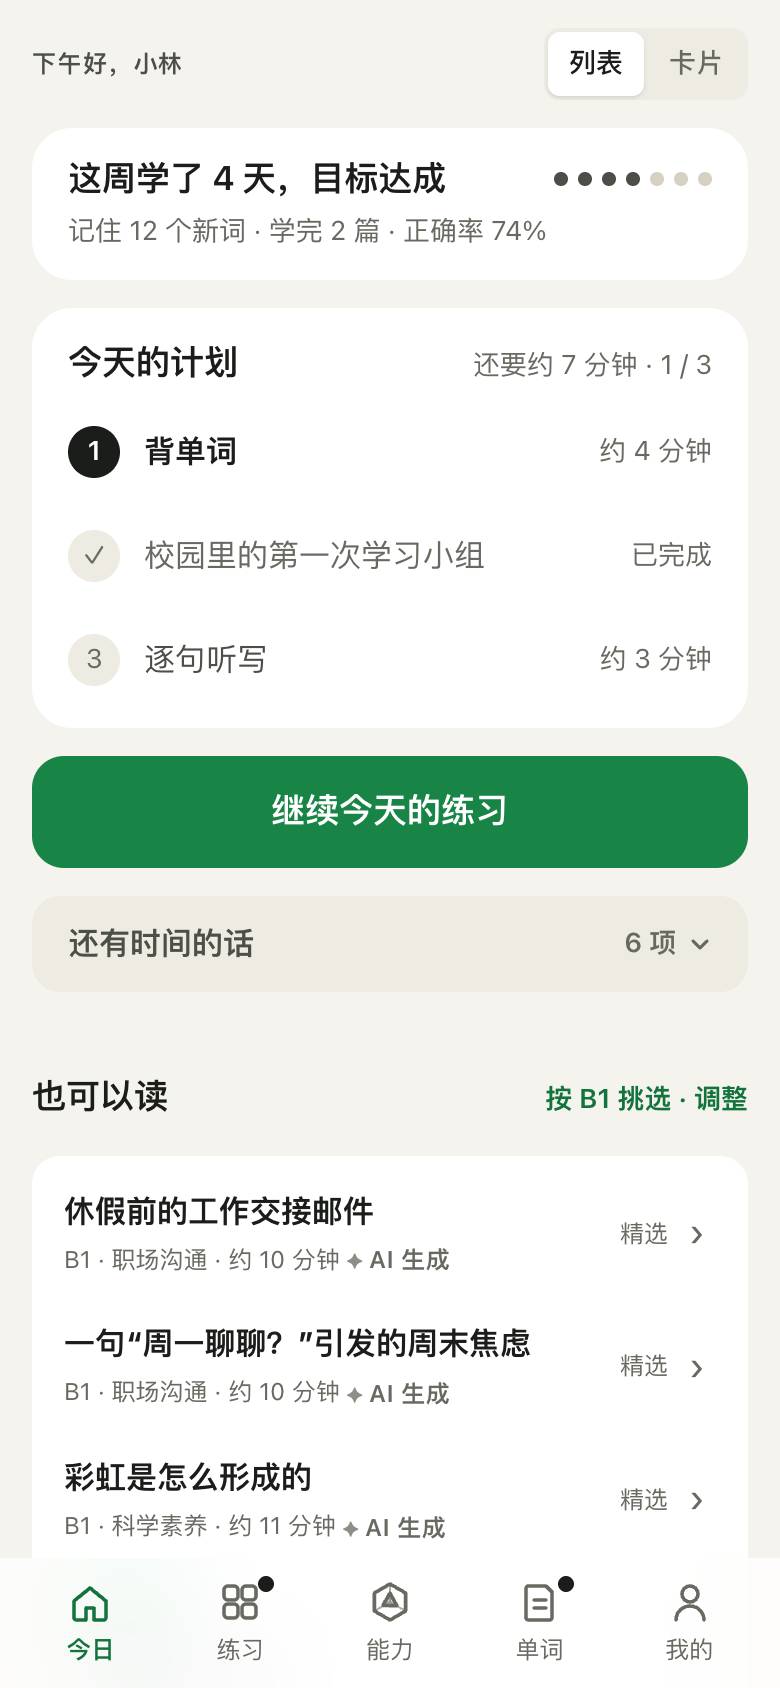 下午好，小林
列表 卡片
这周学了 4 天，目标达成
记住 12 个新词 · 学完 2 篇 · 正确率 74%
今天的计划 还要约 7 分钟 · 1 / 3
1 背单词 约 4 分钟
校园里的第一次学习小组 已完成
3 逐句听写 约 3 分钟
继续今天的练习
还有时间的话 6 项
也可以读 按 B1 挑选 · 调整
休假前的工作交接邮件 精选
B1 · 职场沟通 · 约 10 分钟 AI 生成
一句“周一聊聊？”引发的周末焦虑 精选
B1 · 职场沟通 · 约 10 分钟 AI 生成
彩虹是怎么形成的 精选
B1 · 科学素养 · 约 11 分钟 AI 生成
今日 练习 能力 单词 我的